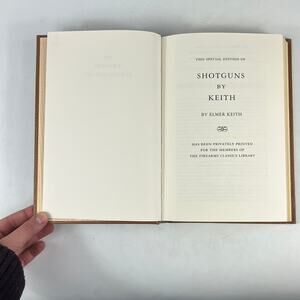 THIS SPECIAL EDITION OF
SHOTGUNS
BY
KEITH
BY ELMER KEITH
HAS BEEN PRIVATELY PRINTED
FOR THE MEMBERS OF
THE FIREARMS CLASSICS LIBRARY